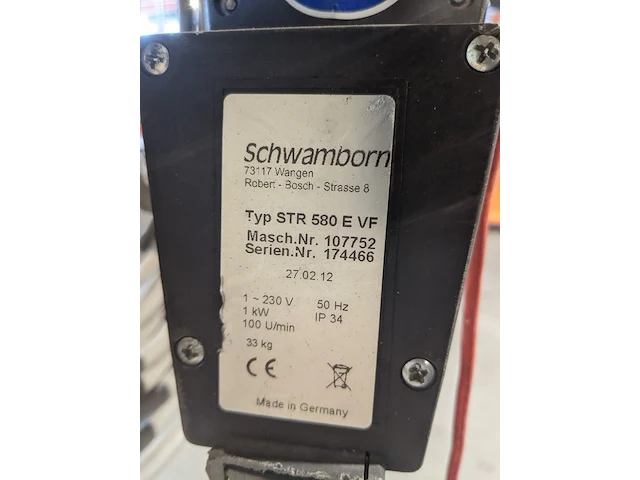 Schwamborn
73117 Wangen
Robert - Bosch - Strasse 8
Typ STR 580 E VF
Masch.Nr. 107752
Serien.Nr. 174466
27.02.12
1 ~ 230 V 50 Hz
1 kW IP 34
100 U/min
33 kg
CE
Made in Germany